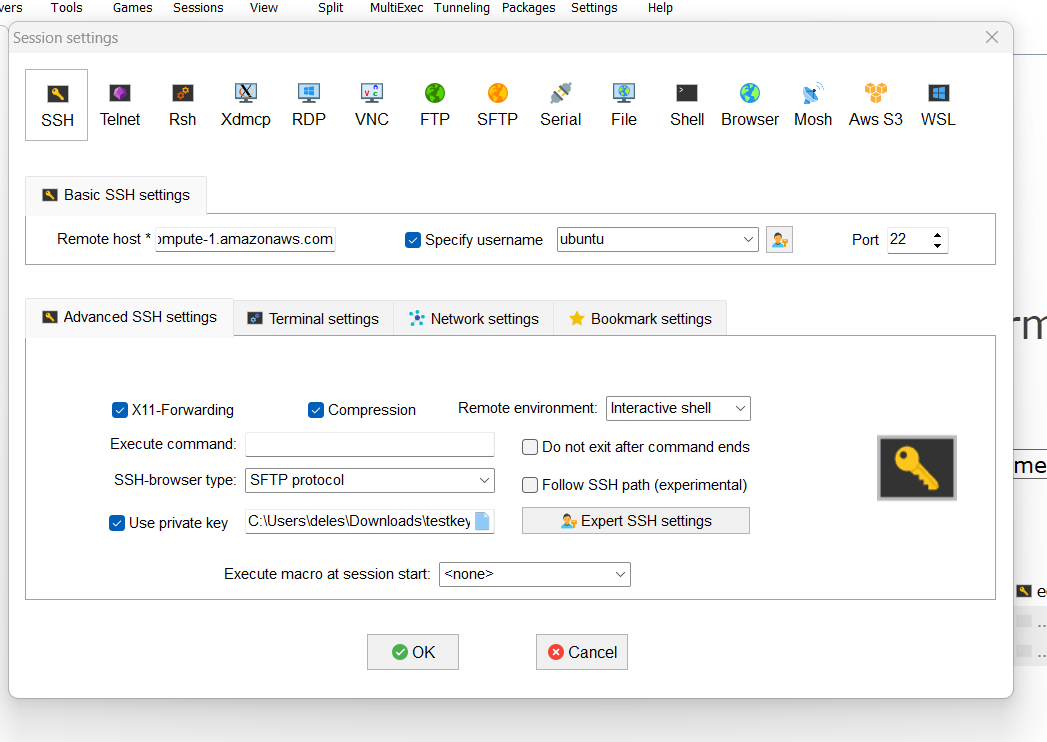 Tools Games Sessions View Split MultiExec Tunneling Packages Settings Help
Session settings
SSH Telnet Rsh Xdmcp RDP VNC FTP SFTP Serial File Shell Browser Mosh Aws S3 WSL
Basic SSH settings
Remote host * ompute-1.amazonaws.com Specify username ubuntu Port 22
Advanced SSH settings Terminal settings Network settings Bookmark settings
X11-Forwarding Compression Remote environment: Interactive shell
Execute command: Do not exit after command ends
SSH-browser type: SFTP protocol Follow SSH path (experimental)
Use private key C:\Users\deles\Downloads\testkey Expert SSH settings
Execute macro at session start: <none>
OK Cancel